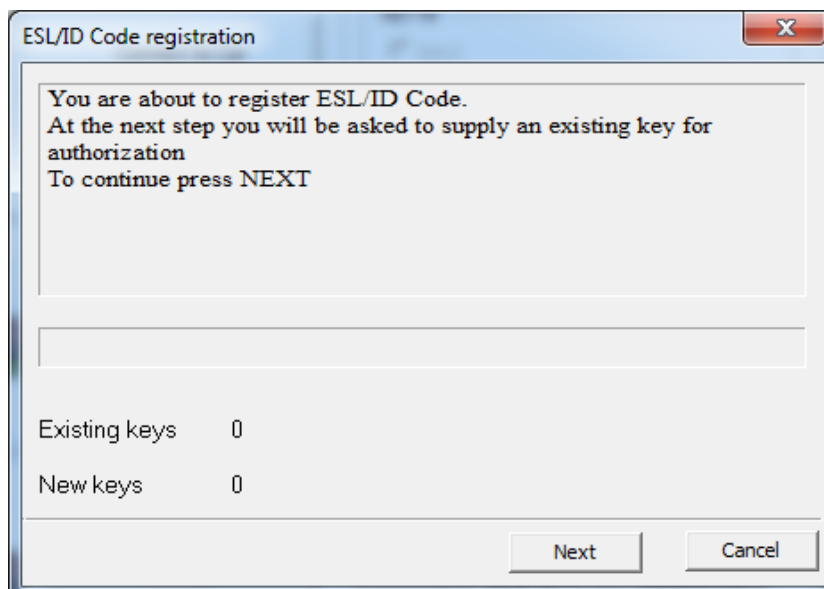 ESL/ID Code registration
You are about to register ESL/ID Code.
At the next step you will be asked to supply an existing key for
authorization
To continue press NEXT
Existing keys 0
New keys 0
Next Cancel